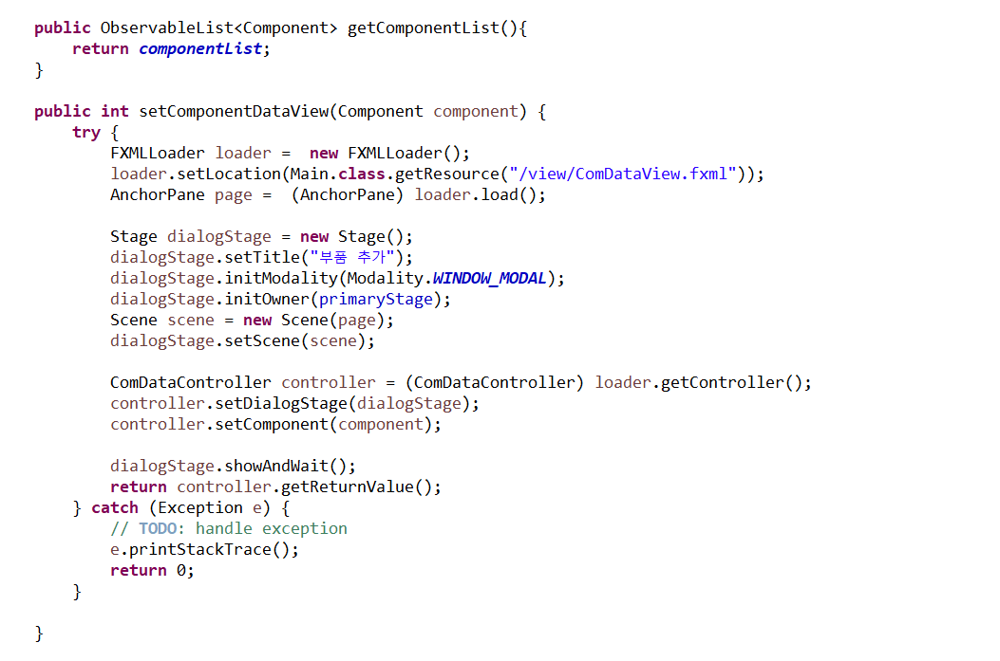 public ObservableList<Component> getComponentList(){
    return componentList;
}

public int setComponentDataView(Component component) {
    try {
        FXMLLoader loader =  new FXMLLoader();
        loader.setLocation(Main.class.getResource("/view/ComDataView.fxml"));
        AnchorPane page =  (AnchorPane) loader.load();

        Stage dialogStage = new Stage();
        dialogStage.setTitle("부품 추가");
        dialogStage.initModality(Modality.WINDOW_MODAL);
        dialogStage.initOwner(primaryStage);
        Scene scene = new Scene(page);
        dialogStage.setScene(scene);

        ComDataController controller = (ComDataController) loader.getController();
        controller.setDialogStage(dialogStage);
        controller.setComponent(component);

        dialogStage.showAndWait();
        return controller.getReturnValue();
    } catch (Exception e) {
        // TODO: handle exception
        e.printStackTrace();
        return 0;
    }

}